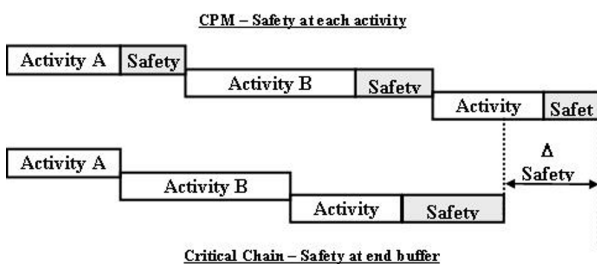 CPM – Safety at each activity
Activity A Safety
Activity B Safety
Activity Safet
Δ
Safety
Activity A
Activity B
Activity Safety
Critical Chain – Safety at end buffer